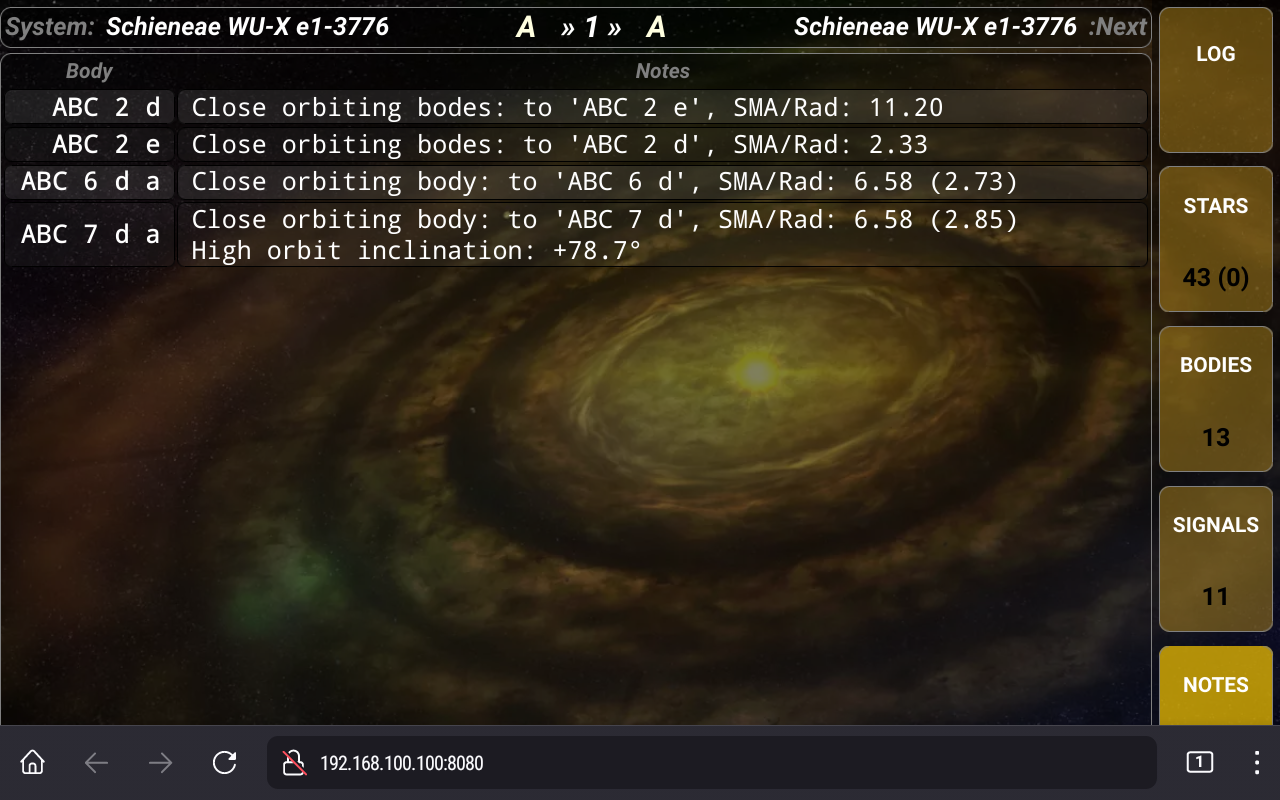 System: Schieneae WU-X e1-3776 A » 1 » A Schieneae WU-X e1-3776 :Next
Body Notes
ABC 2 d Close orbiting bodes: to 'ABC 2 e', SMA/Rad: 11.20
ABC 2 e Close orbiting bodes: to 'ABC 2 d', SMA/Rad: 2.33
ABC 6 d a Close orbiting body: to 'ABC 6 d', SMA/Rad: 6.58 (2.73)
ABC 7 d a Close orbiting body: to 'ABC 7 d', SMA/Rad: 6.58 (2.85)
High orbit inclination: +78.7°
LOG
STARS
43 (0)
BODIES
13
SIGNALS
11
NOTES
192.168.100.100:8080
1